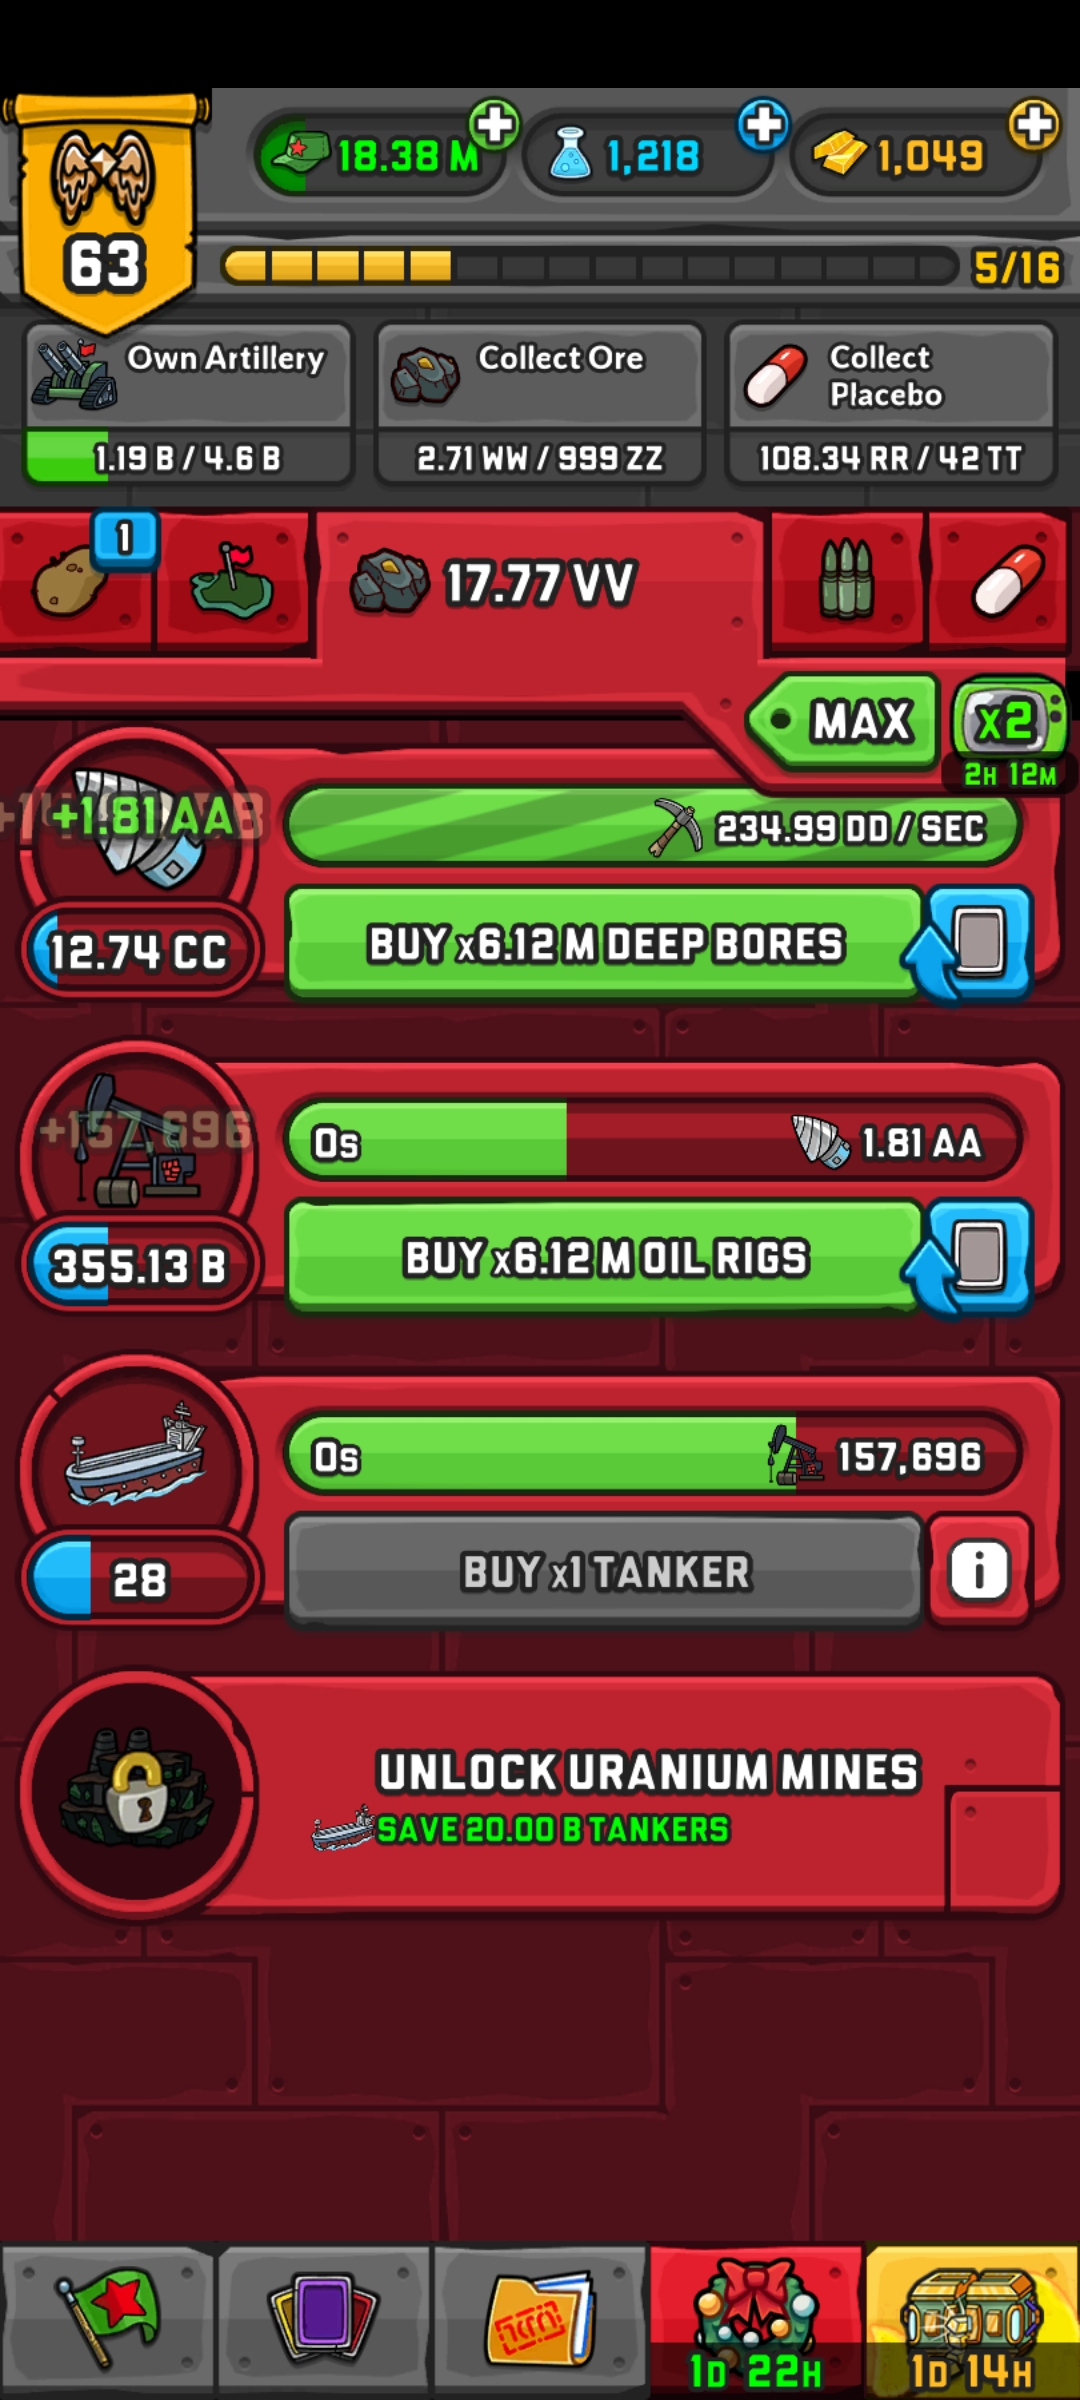 18.38 M
1,218
1,049
63
5/16
Own Artillery
1.19 B / 4.6 B
Collect Ore
2.71 WW / 999 ZZ
Collect
Placebo
108.34 RR / 42 TT
1
17.77 VV
MAX
x2
2H 12M
+1.81 AA
234.99 DD / SEC
12.74 CC
BUY x6.12 M DEEP BORES
+157,696
0s
1.81 AA
355.13 B
BUY x6.12 M OIL RIGS
0s
157,696
28
BUY x1 TANKER
i
UNLOCK URANIUM MINES
SAVE 20.00 B TANKERS
1D 22H
1D 14H